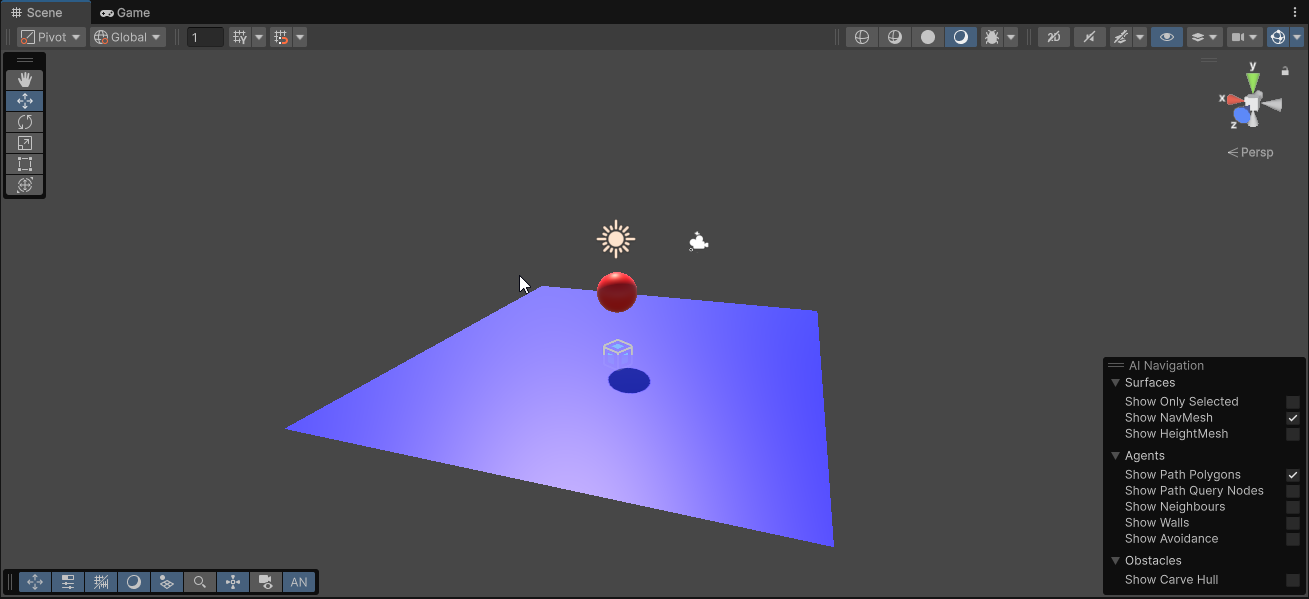 Scene Game
Pivot Global 1 2D
y
x
z
Persp
AI Navigation
Surfaces
Show Only Selected
Show NavMesh
Show HeightMesh
Agents
Show Path Polygons
Show Path Query Nodes
Show Neighbours
Show Walls
Show Avoidance
Obstacles
Show Carve Hull
AN